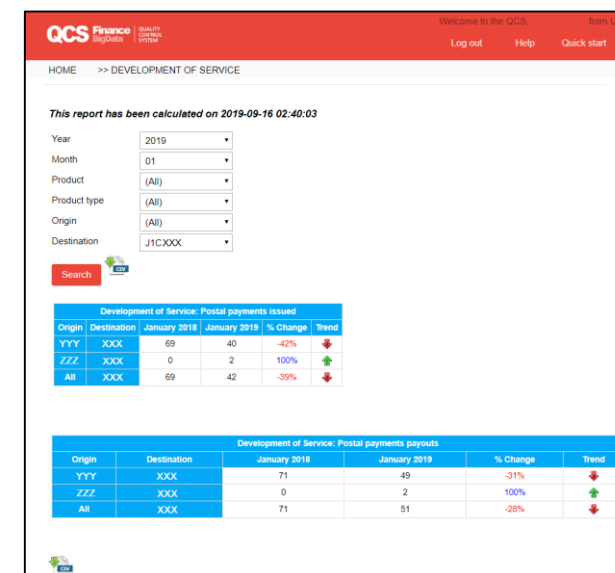 Welcome to the QCS, from U
QCS Finance BigData QUALITY CONTROL SYSTEM
Log out Help Quick start
HOME >> DEVELOPMENT OF SERVICE
This report has been calculated on 2019-09-16 02:40:03
Year 2019
Month 01
Product (All)
Product type (All)
Origin (All)
Destination J1CXXX
Search CSV
Development of Service: Postal payments issued
Origin Destination January 2018 January 2019 % Change Trend
YYY XXX 69 40 -42%
ZZZ XXX 0 2 100%
All XXX 69 42 -39%
Development of Service: Postal payments payouts
Origin Destination January 2018 January 2019 % Change Trend
YYY XXX 71 49 -31%
ZZZ XXX 0 2 100%
All XXX 71 51 -28%
CSV